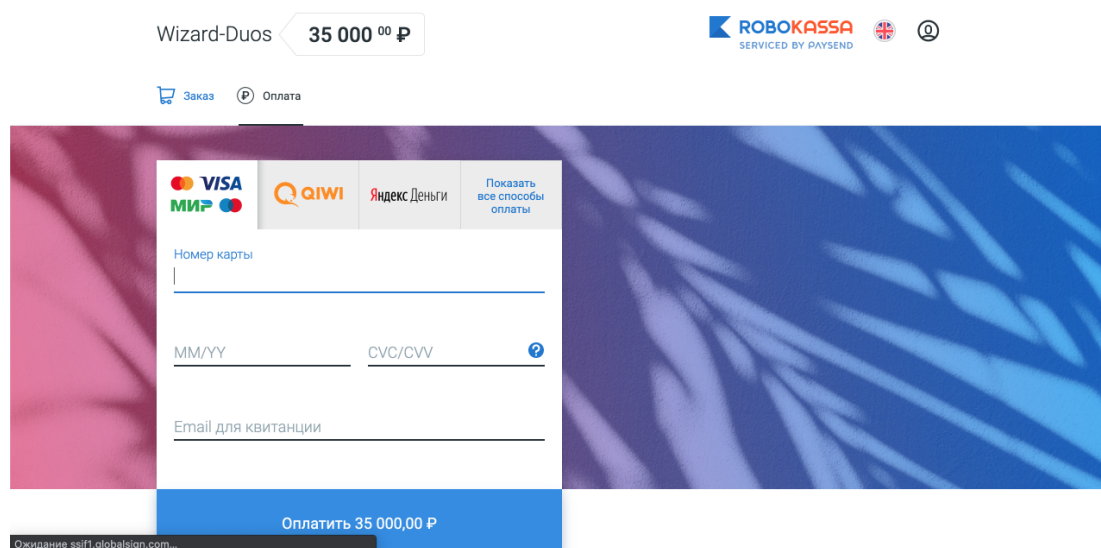 Wizard-Duos
35 000 00 ₽
ROBOKASSA
SERVICED BY PAYSEND
Заказ
₽ Оплата
VISA
МИР
QIWI
Яндекс Деньги
Показать
все способы
оплаты
Номер карты
MM/YY
CVC/CVV
?
Email для квитанции
Оплатить 35 000,00 ₽
Ожидание ssif1.globalsign.com...